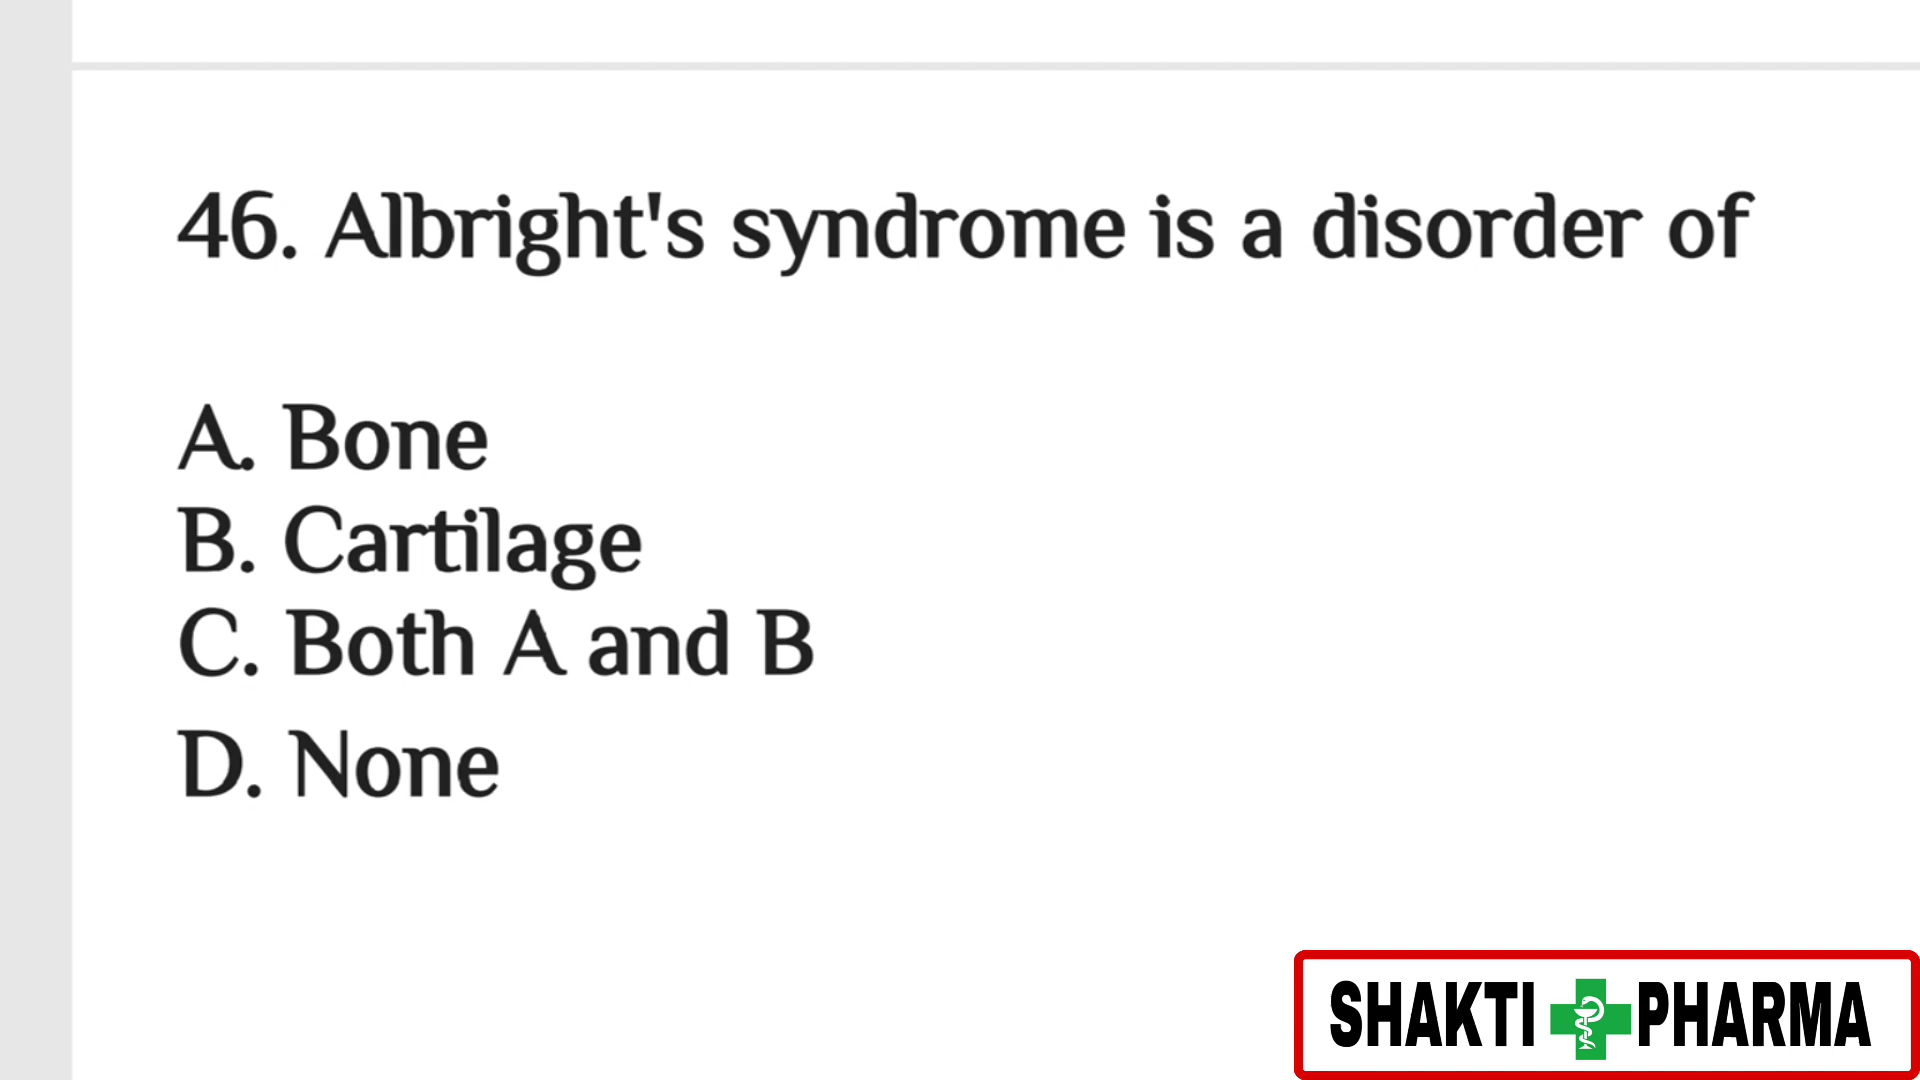 46. Albright's syndrome is a disorder of
A. Bone
B. Cartilage
C. Both A and B
D. None
SHAKTI PHARMA